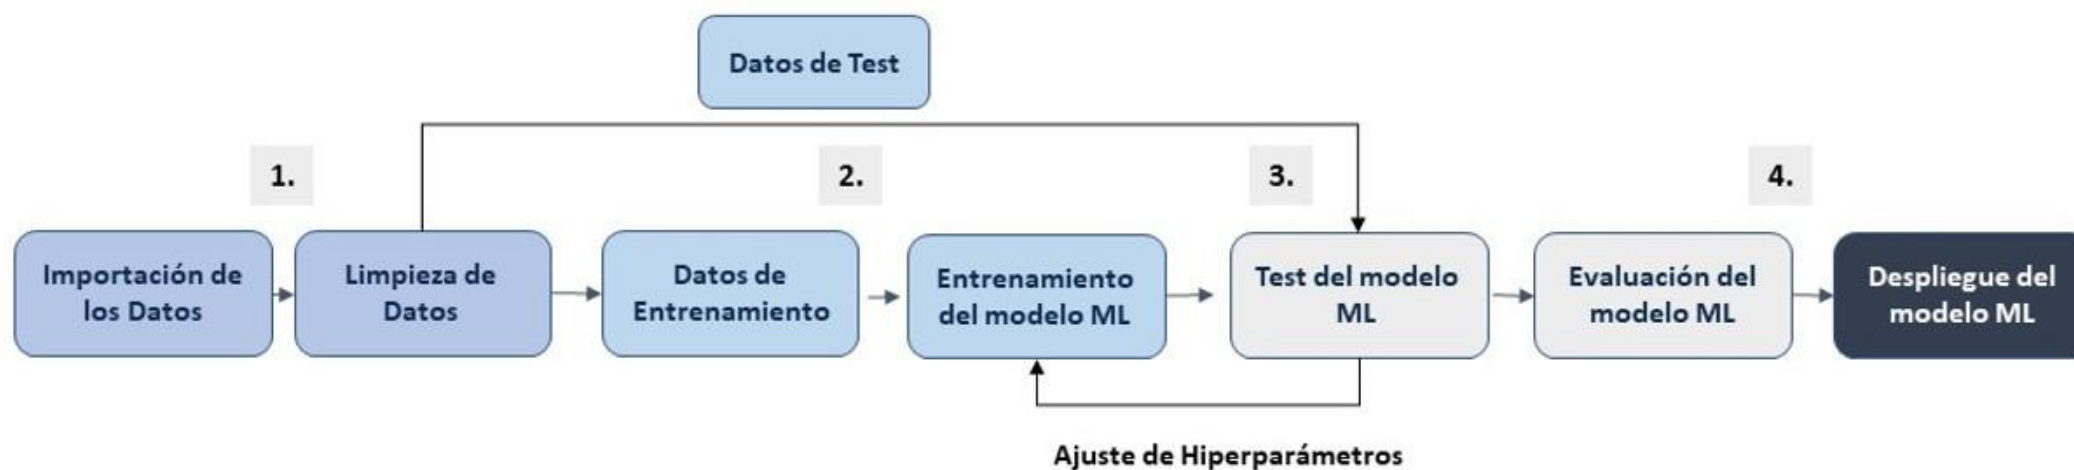 Datos de Test
1.
2.
3.
4.
Importación de
los Datos
Limpieza de
Datos
Datos de
Entrenamiento
Entrenamiento
del modelo ML
Test del modelo
ML
Evaluación del
modelo ML
Despliegue del
modelo ML
Ajuste de Hiperparámetros